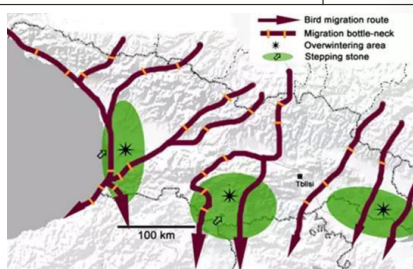 Bird migration route
Migration bottle-neck
Overwintering area
Stepping stone
Tbilisi
100 km